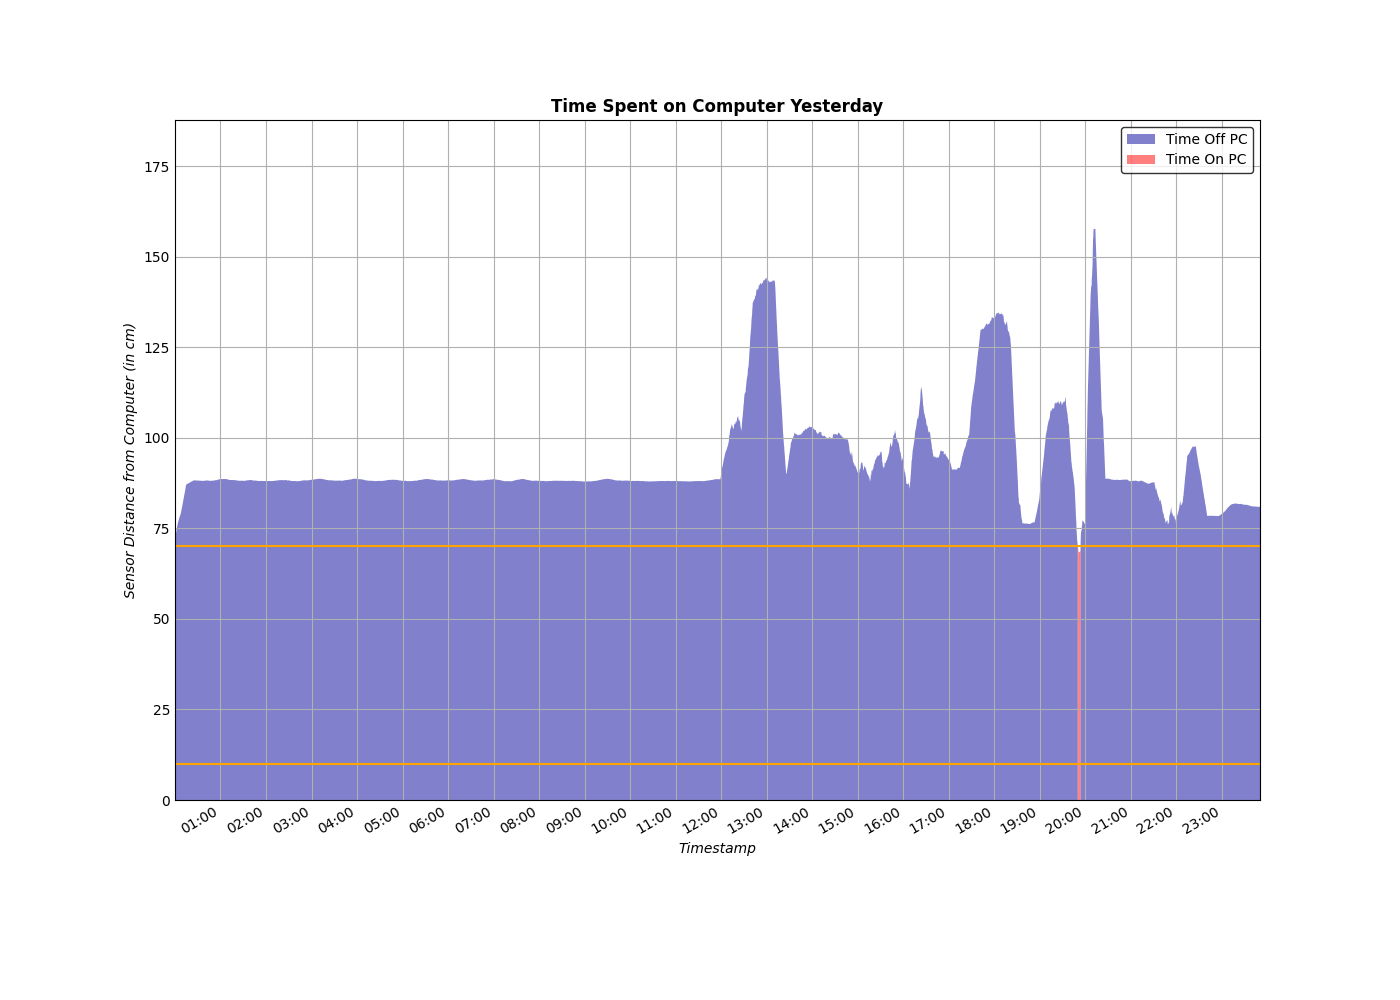 Time Spent on Computer Yesterday
Time Off PC
Time On PC
175
150
125
100
75
50
25
0
Sensor Distance from Computer (in cm)
01:00 02:00 03:00 04:00 05:00 06:00 07:00 08:00 09:00 10:00 11:00 12:00 13:00 14:00 15:00 16:00 17:00 18:00 19:00 20:00 21:00 22:00 23:00
Timestamp